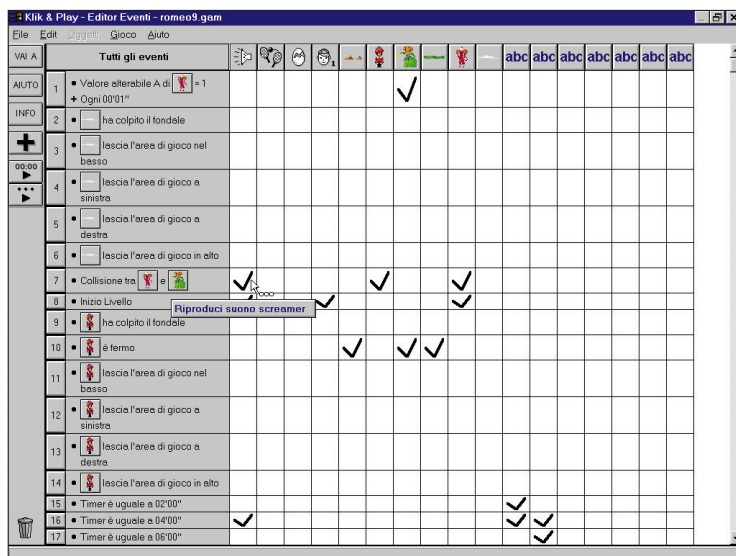 Klik & Play - Editor Eventi - romeo9.gam
File Edit Oggetti Gioco Aiuto
VAI A Tutti gli eventi 1 abc abc abc abc abc abc abc
AIUTO
INFO
00:00
1 • Valore alterabile A di = 1
+ Ogni 00'01"
2 • ha colpito il fondale
3 • lascia l'area di gioco nel
basso
4 • lascia l'area di gioco a
sinistra
5 • lascia l'area di gioco a
destra
6 • lascia l'area di gioco in alto
7 • Collisione tra e
8 • Inizio Livello
Riproduci suono screamer
9 • ha colpito il fondale
10 • è fermo
11 • lascia l'area di gioco nel
basso
12 • lascia l'area di gioco a
sinistra
13 • lascia l'area di gioco a
destra
14 • lascia l'area di gioco in alto
15 • Timer è uguale a 02'00"
16 • Timer è uguale a 04'00"
17 • Timer è uguale a 06'00"